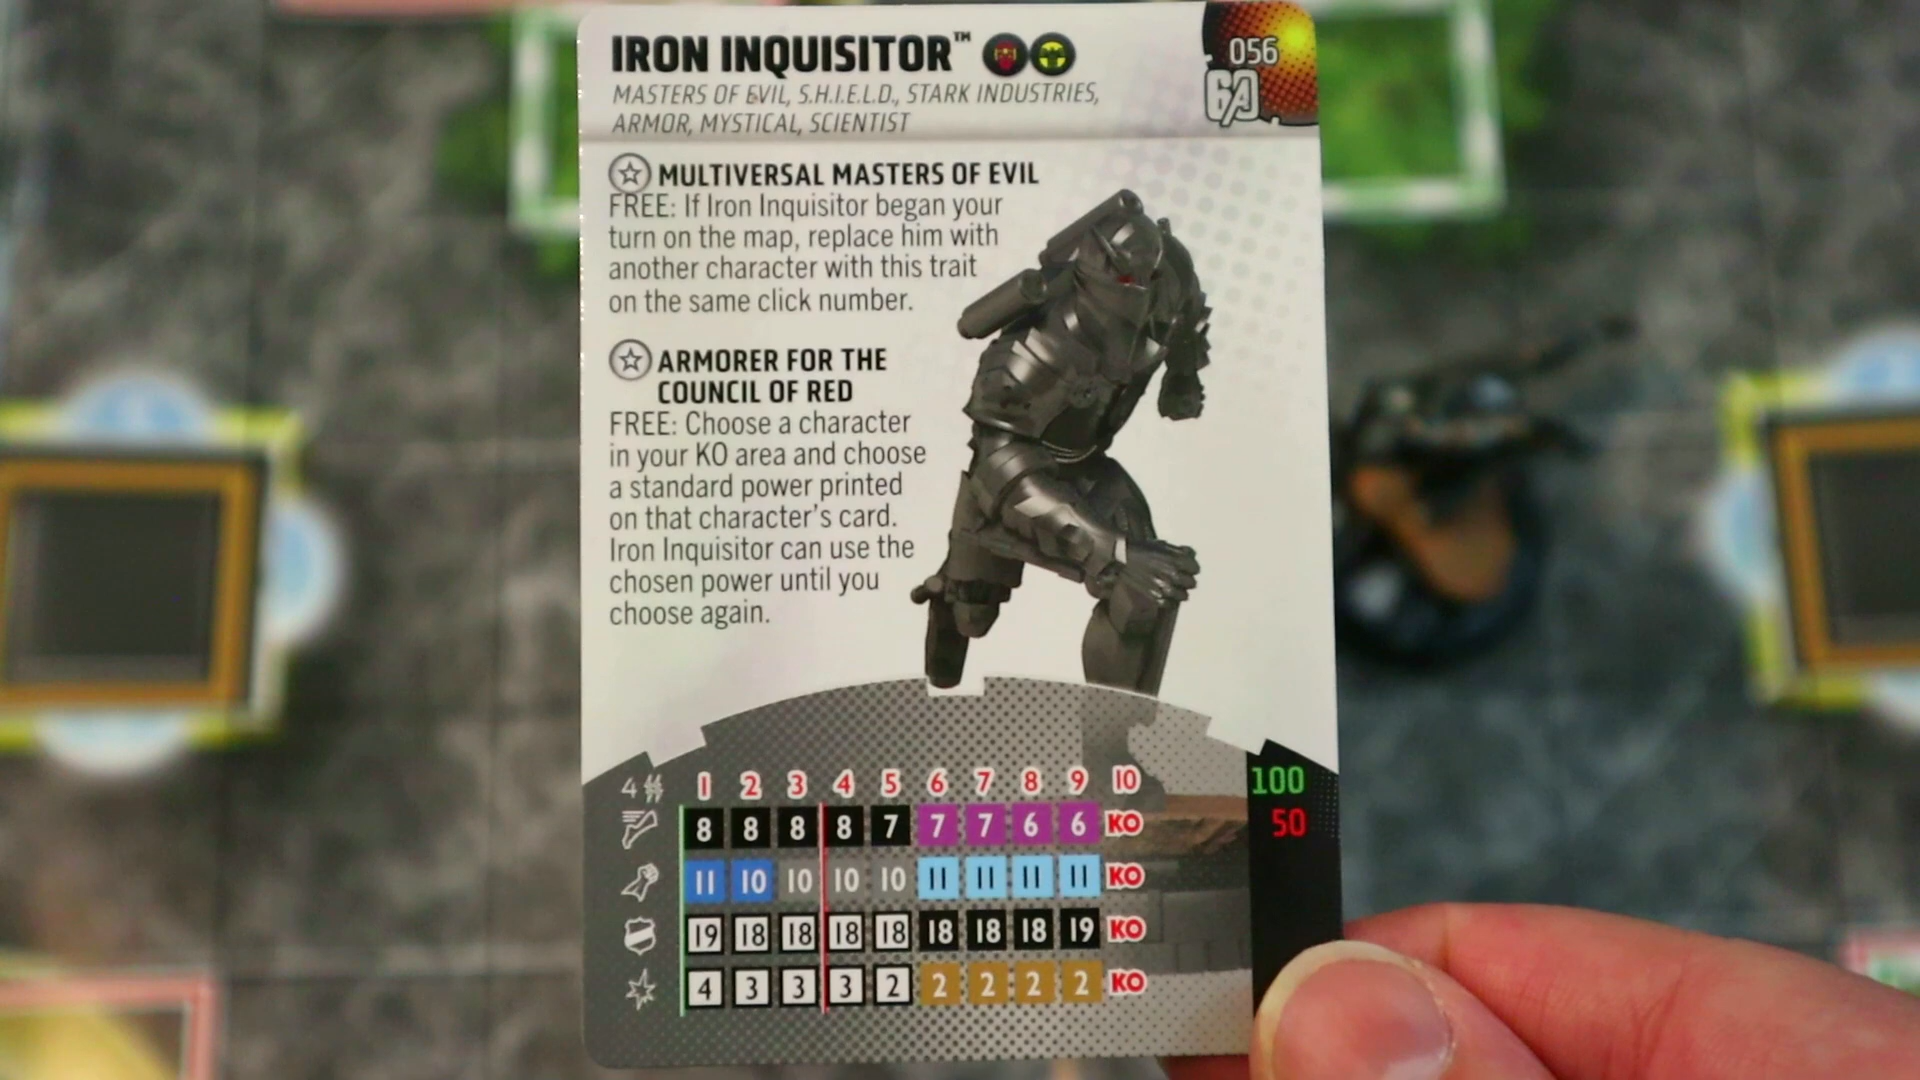 IRON INQUISITOR™
056
60
MASTERS OF EVIL, S.H.I.E.L.D., STARK INDUSTRIES,
ARMOR, MYSTICAL, SCIENTIST
MULTIVERSAL MASTERS OF EVIL
FREE: If Iron Inquisitor began your
turn on the map, replace him with
another character with this trait
on the same click number.
ARMORER FOR THE
COUNCIL OF RED
FREE: Choose a character
in your KO area and choose
a standard power printed
on that character's card.
Iron Inquisitor can use the
chosen power until you
choose again.
4 1 2 3 4 5 6 7 8 9 10
8 8 8 8 7 7 7 6 6 KO
11 10 10 10 10 11 11 11 11 KO
19 18 18 18 18 18 18 18 19 KO
4 3 3 3 2 2 2 2 2 KO
100
50